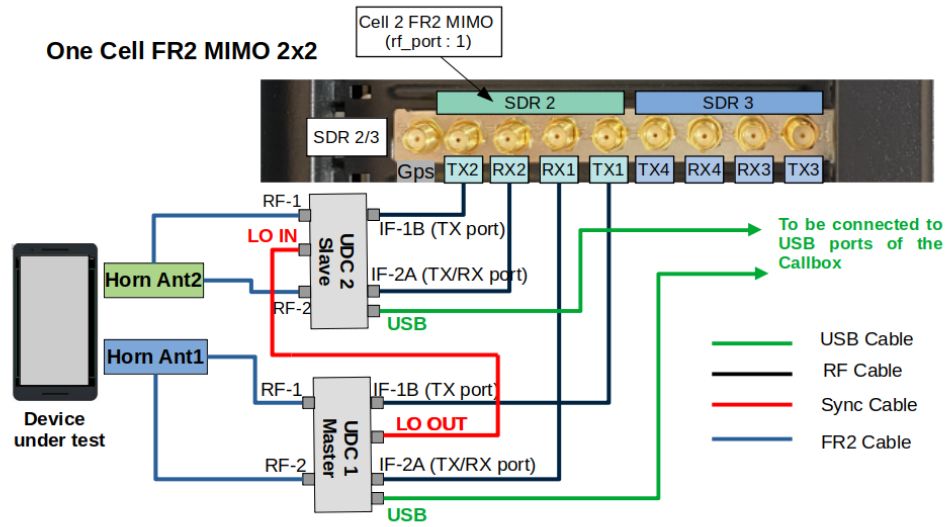 Cell 2 FR2 MIMO
(rf_port : 1)
One Cell FR2 MIMO 2x2
SDR 2
SDR 3
SDR 2/3
Gps
TX2
RX2
RX1
TX1
TX4
RX4
RX3
TX3
RF-1
LO IN
UDC 2
Slave
IF-1B (TX port)
IF-2A (TX/RX port)
RF-2
USB
To be connected to
USB ports of the
Callbox
Horn Ant2
Horn Ant1
Device
under test
RF-1
UDC 1
Master
IF-1B (TX port)
LO OUT
IF-2A (TX/RX port)
RF-2
USB
USB Cable
RF Cable
Sync Cable
FR2 Cable